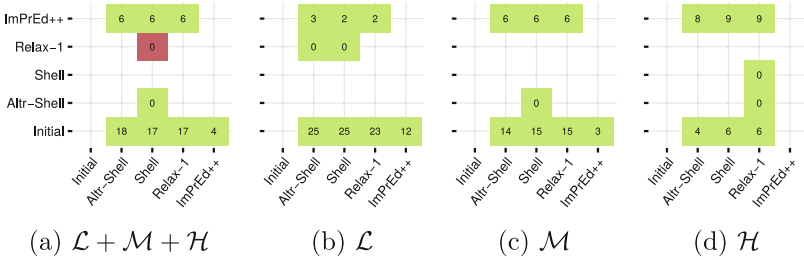 ImPrEd++ 6 6 6 3 2 2 6 6 6 8 9 9
Relax-1 0 0 0
Shell 0
Altr-Shell 0 0 0
Initial 18 17 17 4 25 25 23 12 14 15 15 3 4 6 6
Initial Altr-Shell Shell Relax-1 ImPrEd++ Initial Altr-Shell Shell Relax-1 ImPrEd++ Initial Altr-Shell Shell Relax-1 ImPrEd++ Initial Altr-Shell Shell Relax-1 ImPrEd++
(a) ℒ + ℳ + ℋ (b) ℒ (c) ℳ (d) ℋ